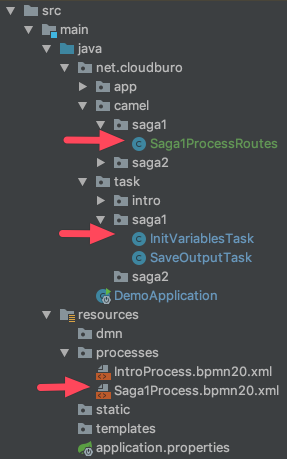 src
main
java
net.cloudburo
app
camel
saga1
Saga1ProcessRoutes
saga2
task
intro
saga1
InitVariablesTask
SaveOutputTask
saga2
DemoApplication
resources
dmn
processes
IntroProcess.bpmn20.xml
Saga1Process.bpmn20.xml
static
templates
application.properties